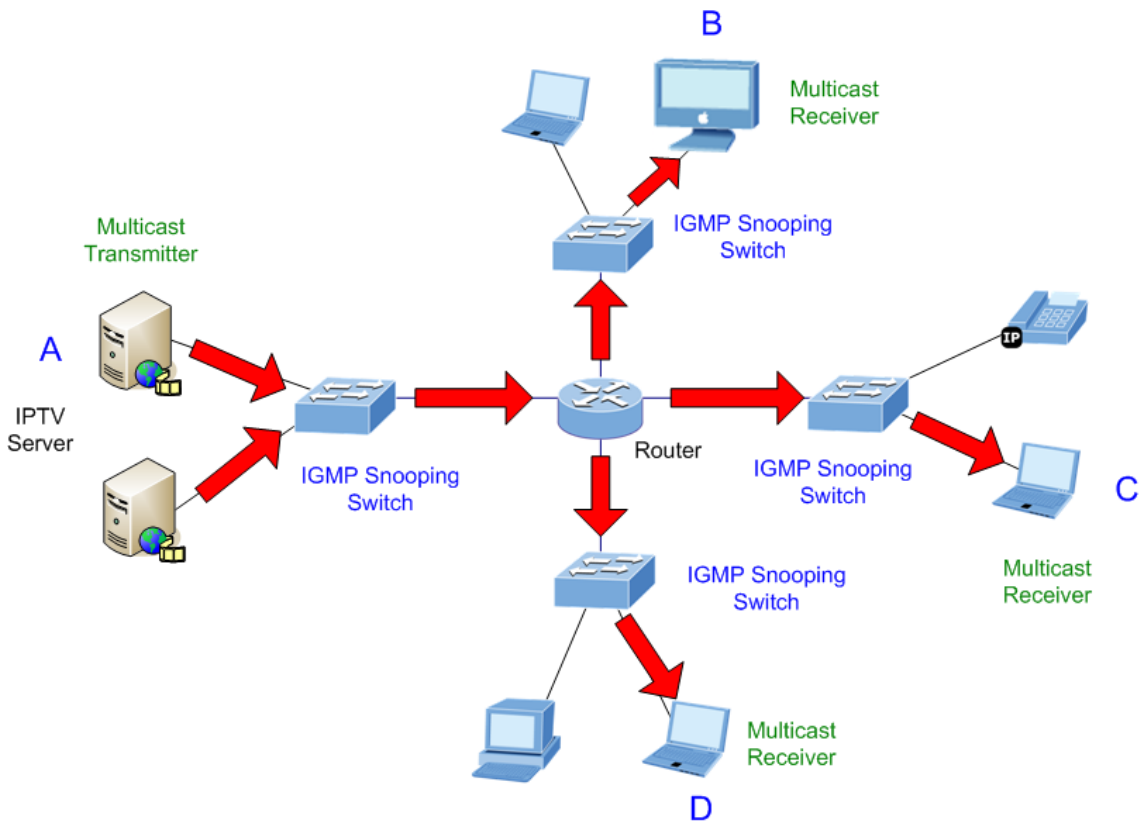 B
Multicast
Receiver
IGMP Snooping
Switch
Multicast
Transmitter
A
IPTV
Server
IGMP Snooping
Switch
Router
IP
IGMP Snooping
Switch
C
Multicast
Receiver
IGMP Snooping
Switch
Multicast
Receiver
D